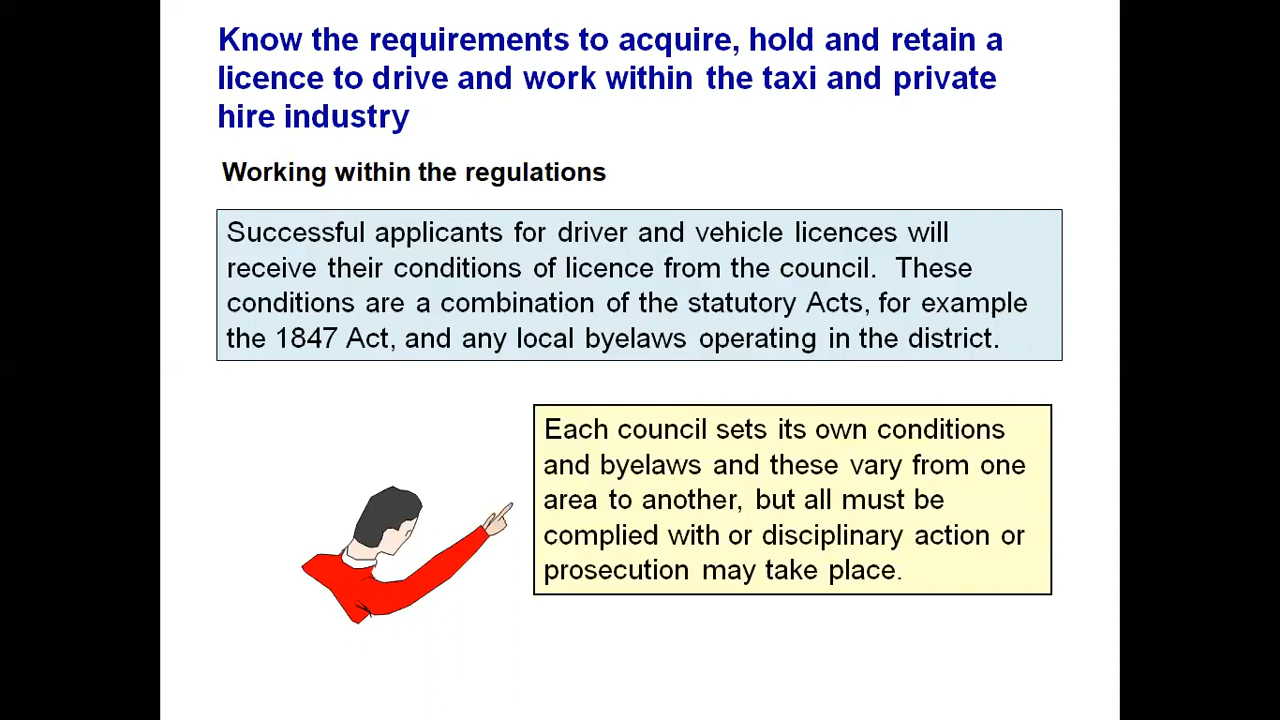 Know the requirements to acquire, hold and retain a
licence to drive and work within the taxi and private
hire industry
Working within the regulations
Successful applicants for driver and vehicle licences will
receive their conditions of licence from the council.  These
conditions are a combination of the statutory Acts, for example
the 1847 Act, and any local byelaws operating in the district.
Each council sets its own conditions
and byelaws and these vary from one
area to another, but all must be
complied with or disciplinary action or
prosecution may take place.